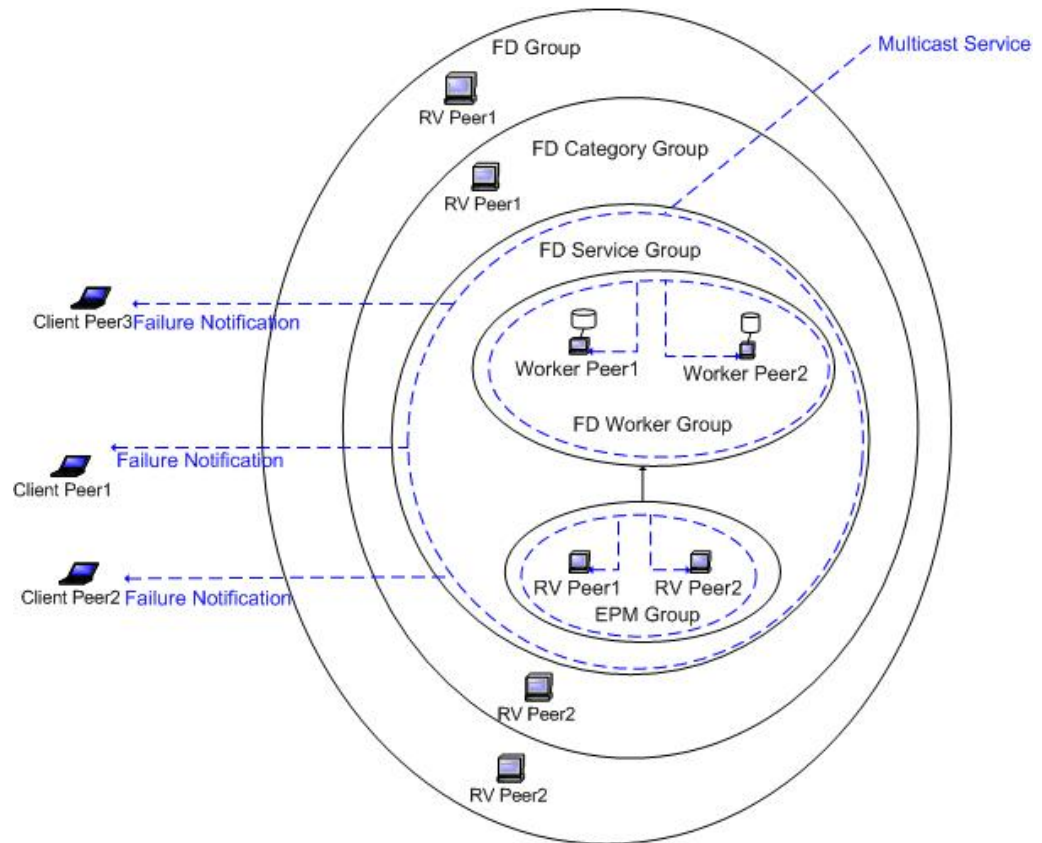 FD Group
Multicast Service
RV Peer1
FD Category Group
RV Peer1
FD Service Group
Client Peer3
Failure Notification
Worker Peer1
Worker Peer2
FD Worker Group
Failure Notification
Client Peer1
RV Peer1
RV Peer2
Client Peer2
Failure Notification
EPM Group
RV Peer2
RV Peer2